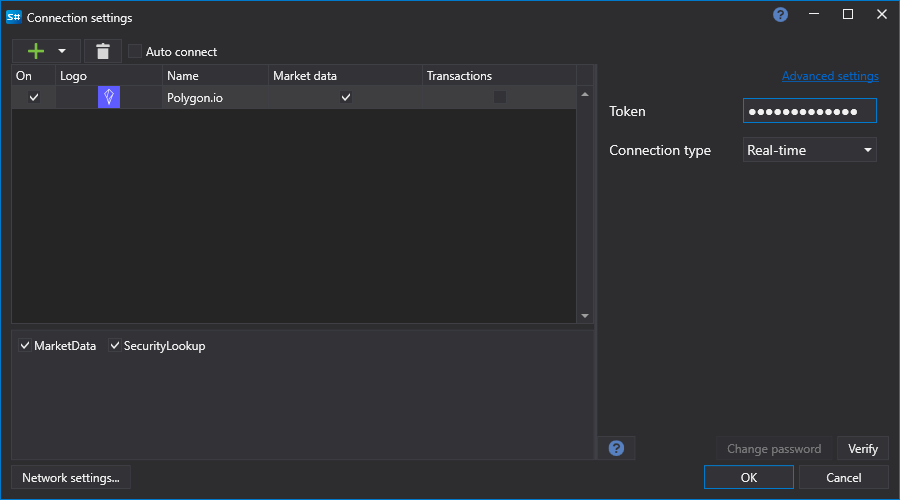 S# Connection settings
Auto connect
On Logo Name Market data Transactions
Polygon.io
MarketData SecurityLookup
Advanced settings
Token ●●●●●●●●●●●●●
Connection type Real-time
? Change password Verify
Network settings... OK Cancel